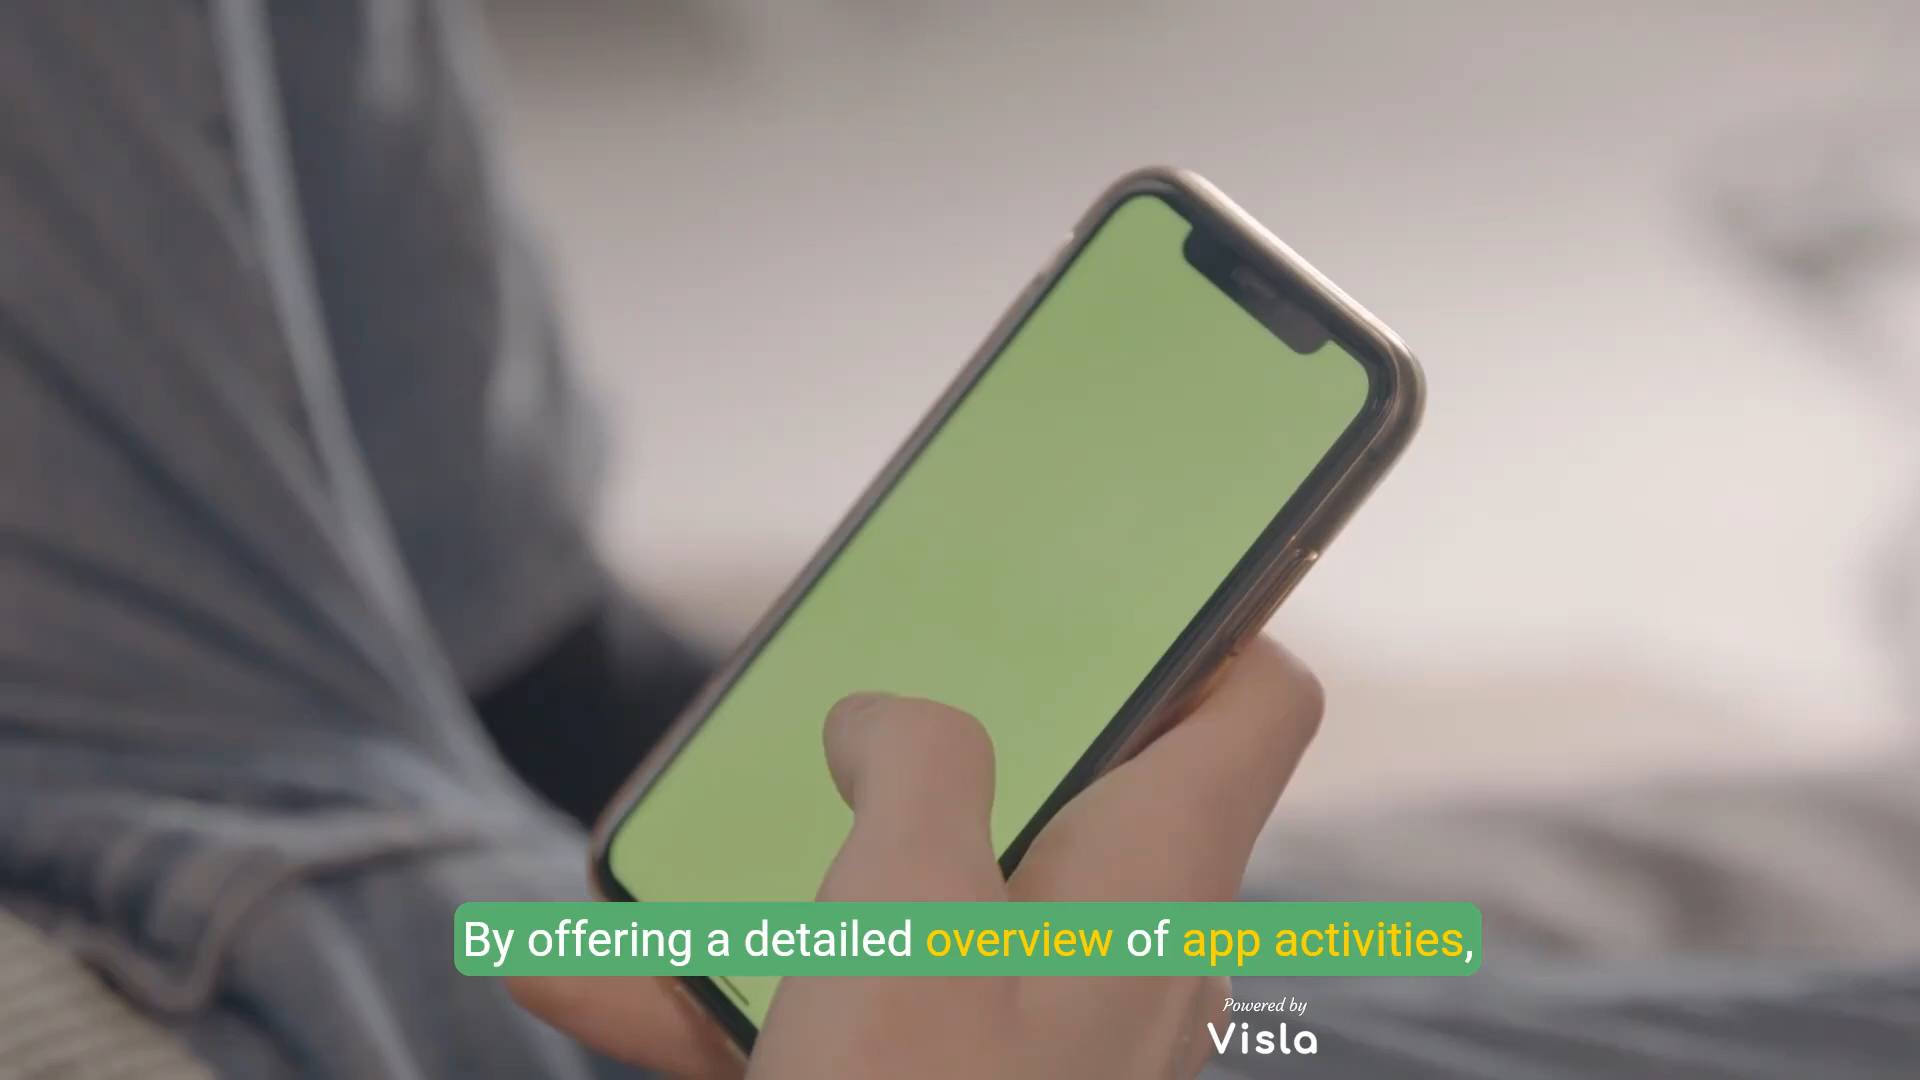 By offering a detailed overview of app activities,
Powered by
Visla